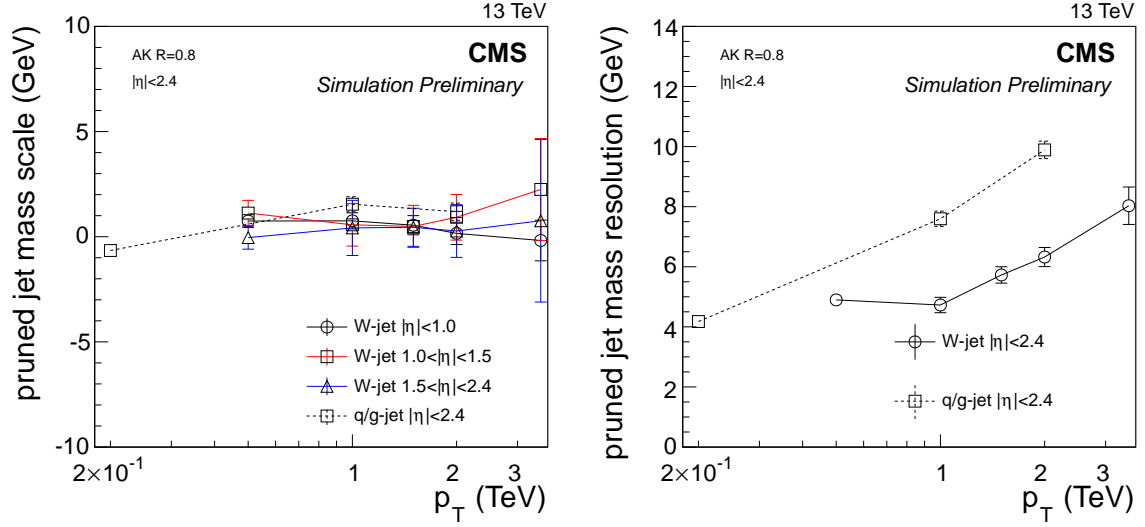 13 TeV
AK R=0.8
CMS
|η|<2.4
Simulation Preliminary
pruned jet mass scale (GeV)
10
5
0
-5
-10
W-jet |η|<1.0
W-jet 1.0<|η|<1.5
W-jet 1.5<|η|<2.4
q/g-jet |η|<2.4
2×10⁻¹
1
2
3
p_T (TeV)
13 TeV
AK R=0.8
CMS
|η|<2.4
Simulation Preliminary
pruned jet mass resolution (GeV)
14
12
10
8
6
4
2
0
W-jet |η|<2.4
q/g-jet |η|<2.4
2×10⁻¹
1
2
3
p_T (TeV)